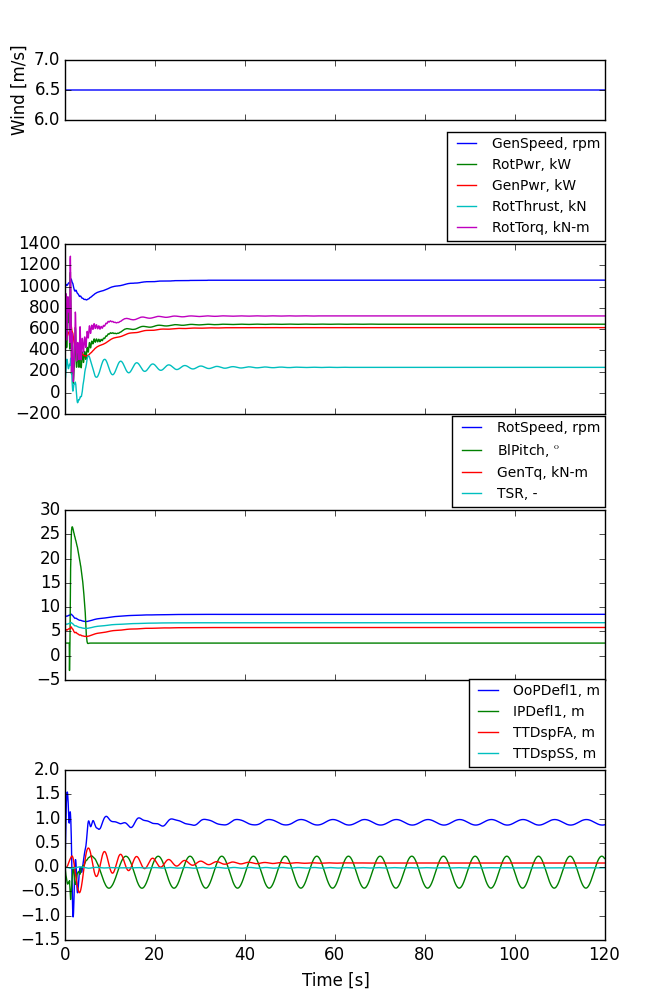 Wind [m/s]
7.0
6.5
6.0
GenSpeed, rpm
RotPwr, kW
GenPwr, kW
RotThrust, kN
RotTorq, kN-m
1400
1200
1000
800
600
400
200
0
−200
RotSpeed, rpm
BlPitch, °
GenTq, kN-m
TSR, -
30
25
20
15
10
5
0
−5
OoPDefl1, m
IPDefl1, m
TTDspFA, m
TTDspSS, m
2.0
1.5
1.0
0.5
0.0
−0.5
−1.0
−1.5
0 20 40 60 80 100 120
Time [s]